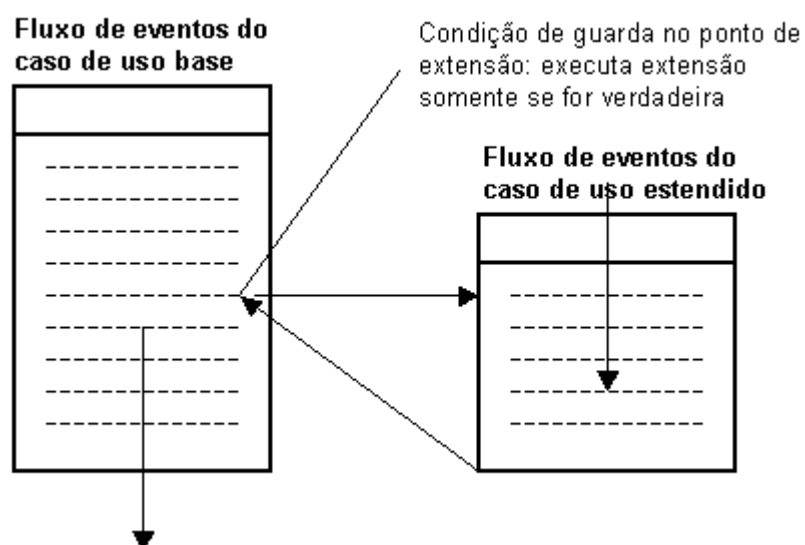 Fluxo de eventos do
caso de uso base
Condição de guarda no ponto de
extensão: executa extensão
somente se for verdadeira
Fluxo de eventos do
caso de uso estendido